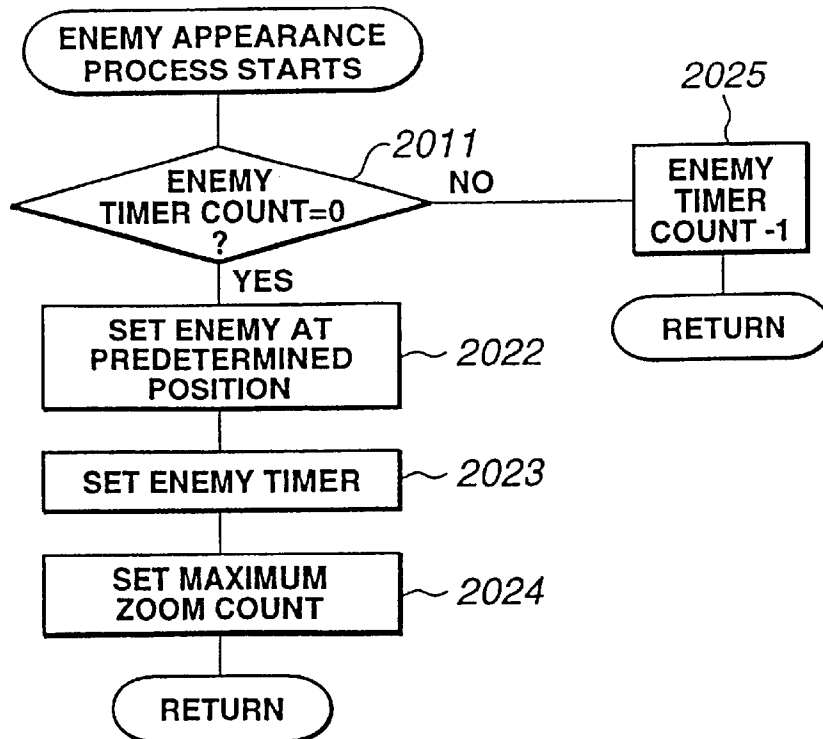 ENEMY APPEARANCE
PROCESS STARTS
2011
ENEMY
TIMER COUNT=0
?
NO
YES
2025
ENEMY
TIMER
COUNT -1
RETURN
SET ENEMY AT
PREDETERMINED
POSITION
2022
SET ENEMY TIMER
2023
SET MAXIMUM
ZOOM COUNT
2024
RETURN